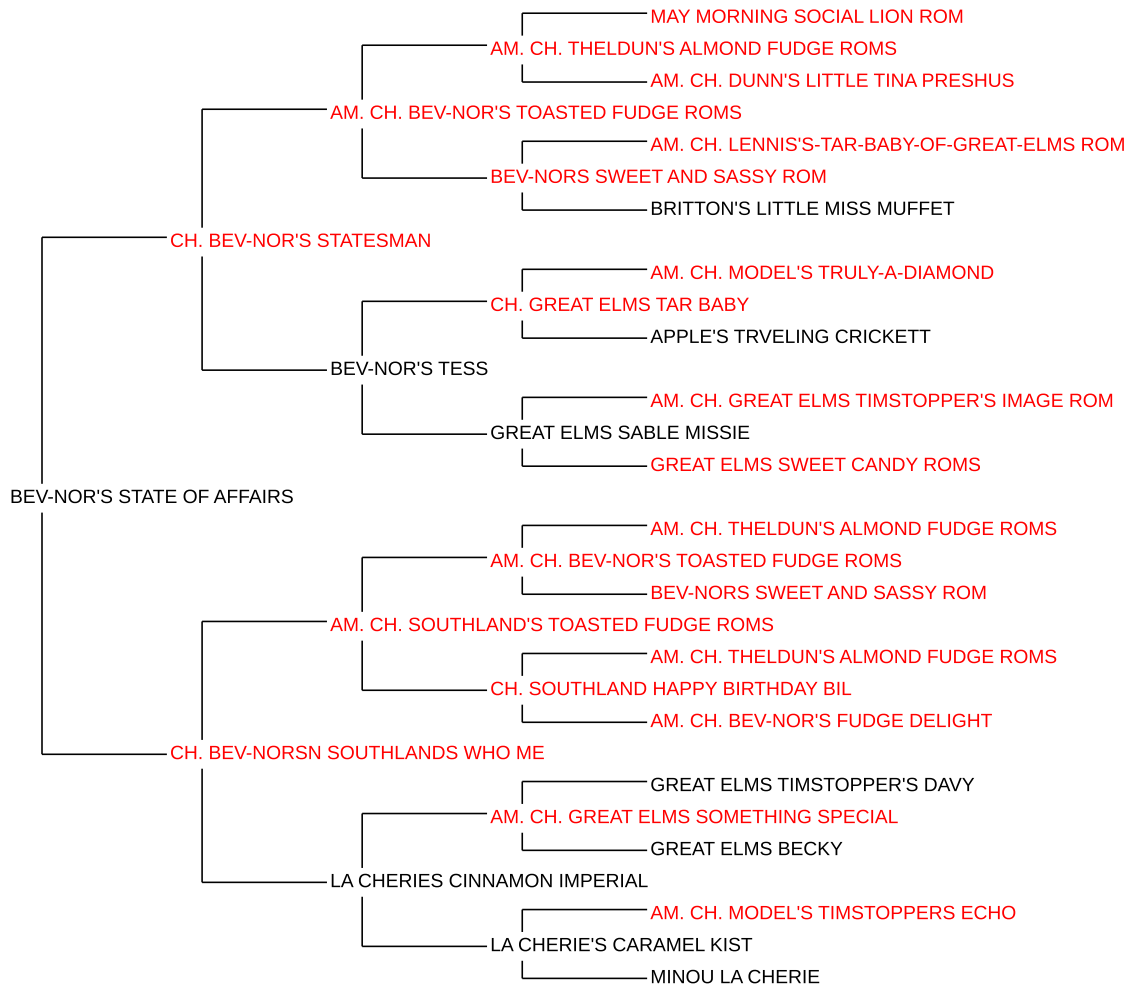 MAY MORNING SOCIAL LION ROM
AM. CH. THELDUN'S ALMOND FUDGE ROMS
AM. CH. DUNN'S LITTLE TINA PRESHUS
AM. CH. BEV-NOR'S TOASTED FUDGE ROMS
AM. CH. LENNIS'S-TAR-BABY-OF-GREAT-ELMS ROM
BEV-NORS SWEET AND SASSY ROM
BRITTON'S LITTLE MISS MUFFET
CH. BEV-NOR'S STATESMAN
AM. CH. MODEL'S TRULY-A-DIAMOND
CH. GREAT ELMS TAR BABY
APPLE'S TRVELING CRICKETT
BEV-NOR'S TESS
AM. CH. GREAT ELMS TIMSTOPPER'S IMAGE ROM
GREAT ELMS SABLE MISSIE
GREAT ELMS SWEET CANDY ROMS
BEV-NOR'S STATE OF AFFAIRS
AM. CH. THELDUN'S ALMOND FUDGE ROMS
AM. CH. BEV-NOR'S TOASTED FUDGE ROMS
BEV-NORS SWEET AND SASSY ROM
AM. CH. SOUTHLAND'S TOASTED FUDGE ROMS
AM. CH. THELDUN'S ALMOND FUDGE ROMS
CH. SOUTHLAND HAPPY BIRTHDAY BIL
AM. CH. BEV-NOR'S FUDGE DELIGHT
CH. BEV-NORSN SOUTHLANDS WHO ME
GREAT ELMS TIMSTOPPER'S DAVY
AM. CH. GREAT ELMS SOMETHING SPECIAL
GREAT ELMS BECKY
LA CHERIES CINNAMON IMPERIAL
AM. CH. MODEL'S TIMSTOPPERS ECHO
LA CHERIE'S CARAMEL KIST
MINOU LA CHERIE